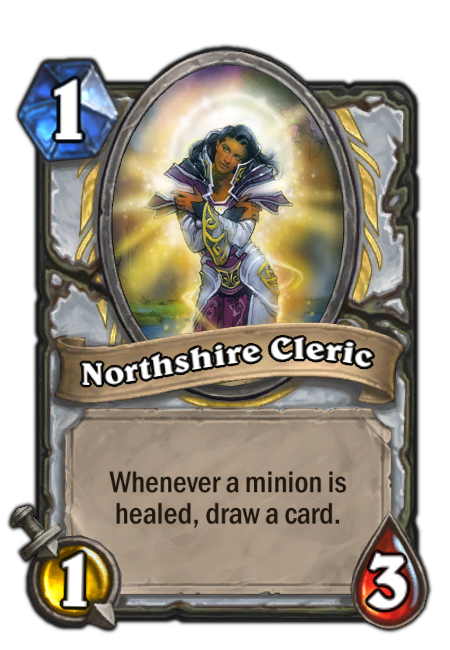 1
Northshire Cleric
Whenever a minion is
healed, draw a card.
1
3